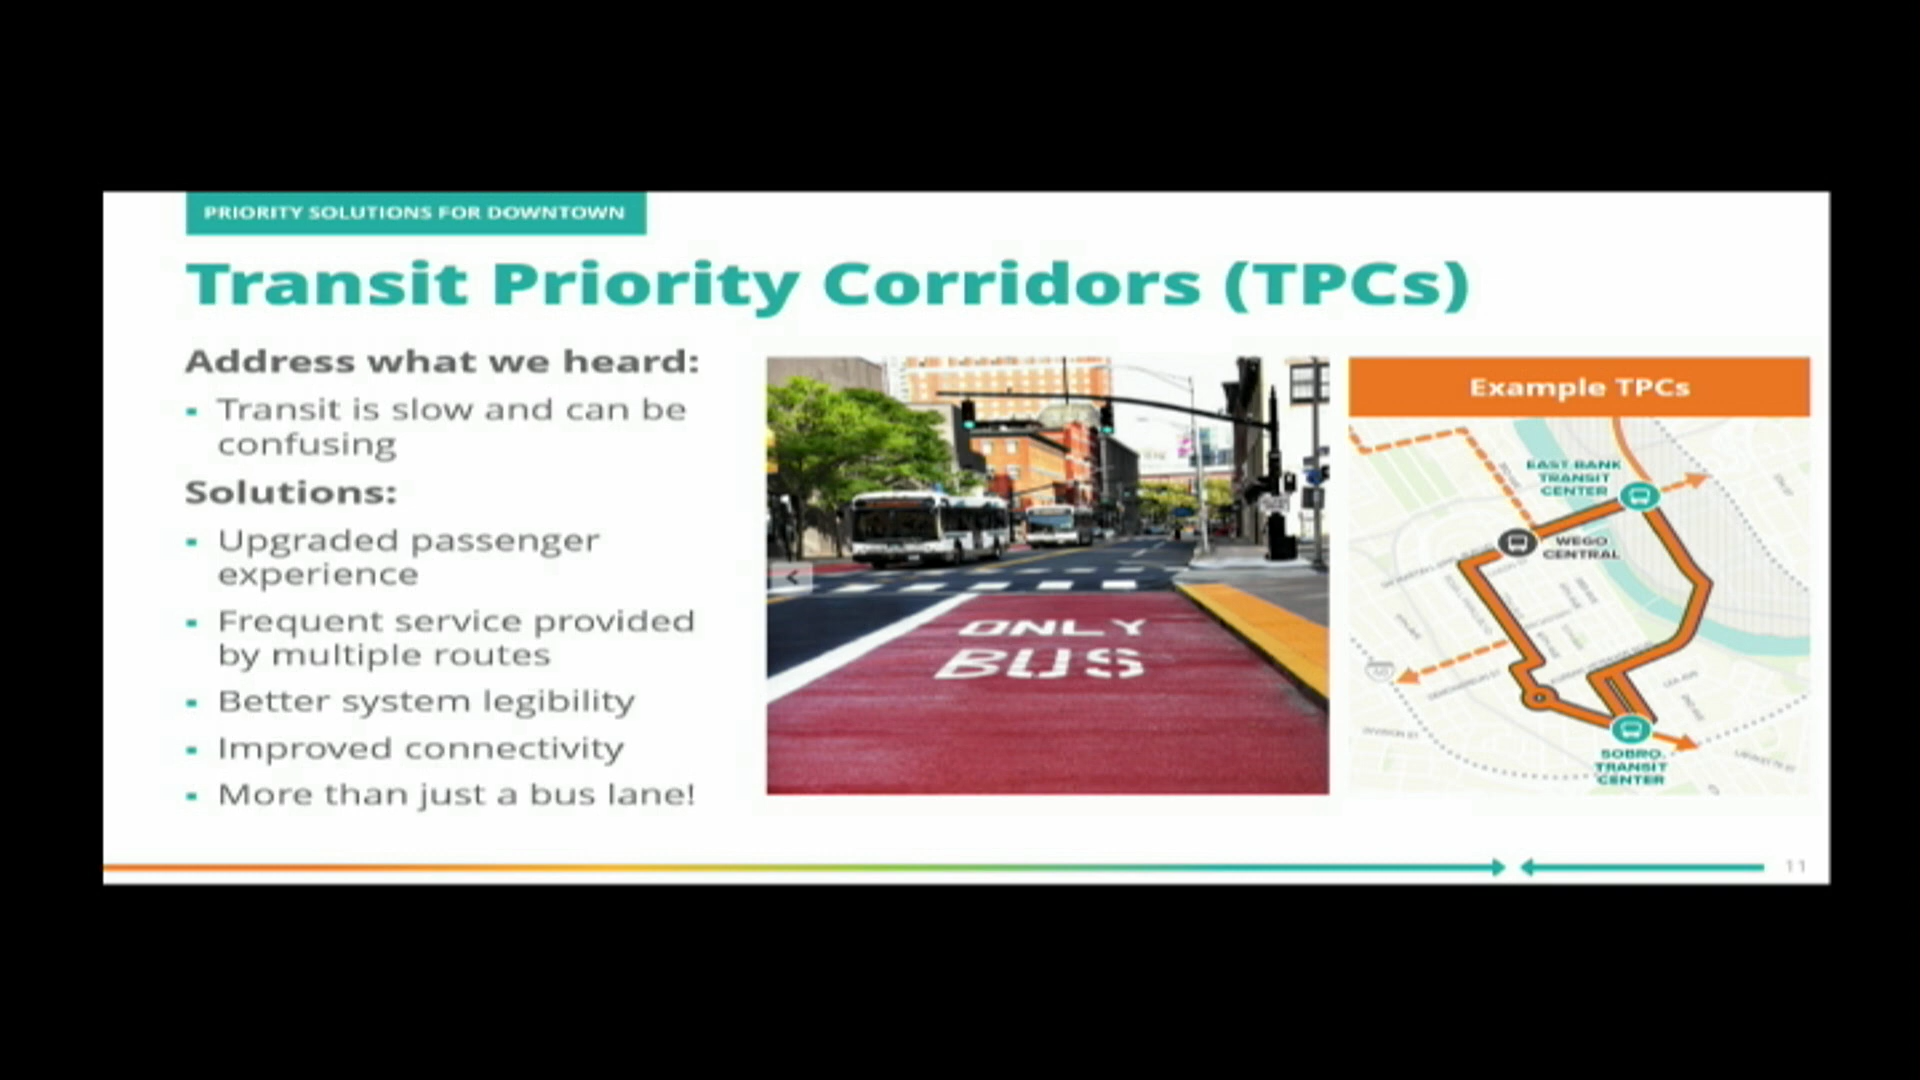 PRIORITY SOLUTIONS FOR DOWNTOWN
Transit Priority Corridors (TPCs)
Address what we heard:
▪ Transit is slow and can be
confusing
Solutions:
▪ Upgraded passenger
experience
▪ Frequent service provided
by multiple routes
▪ Better system legibility
▪ Improved connectivity
▪ More than just a bus lane!
ONLY
BUS
Example TPCs
EAST BANK
TRANSIT
CENTER
WEGO
CENTRAL
DIVISION ST
SOBRO
TRANSIT
CENTER
11